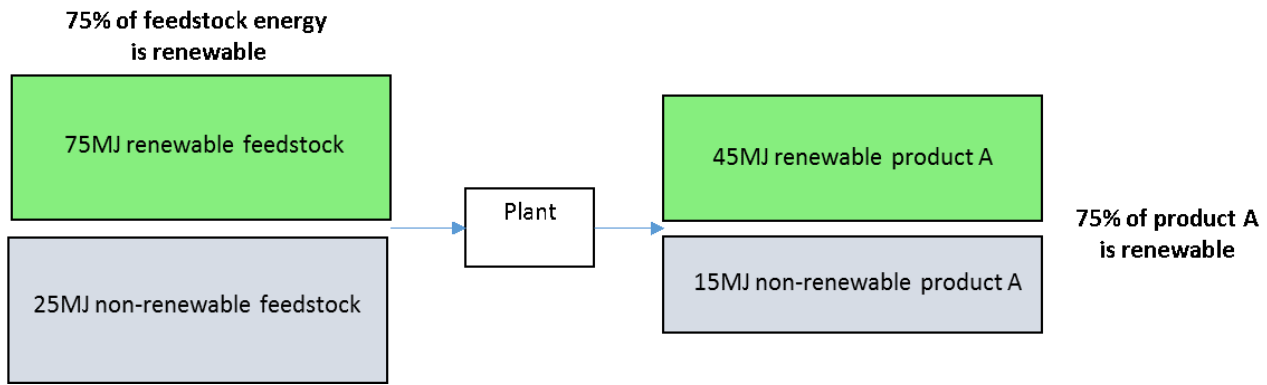 75% of feedstock energy
is renewable
75MJ renewable feedstock
25MJ non-renewable feedstock
Plant
45MJ renewable product A
15MJ non-renewable product A
75% of product A
is renewable